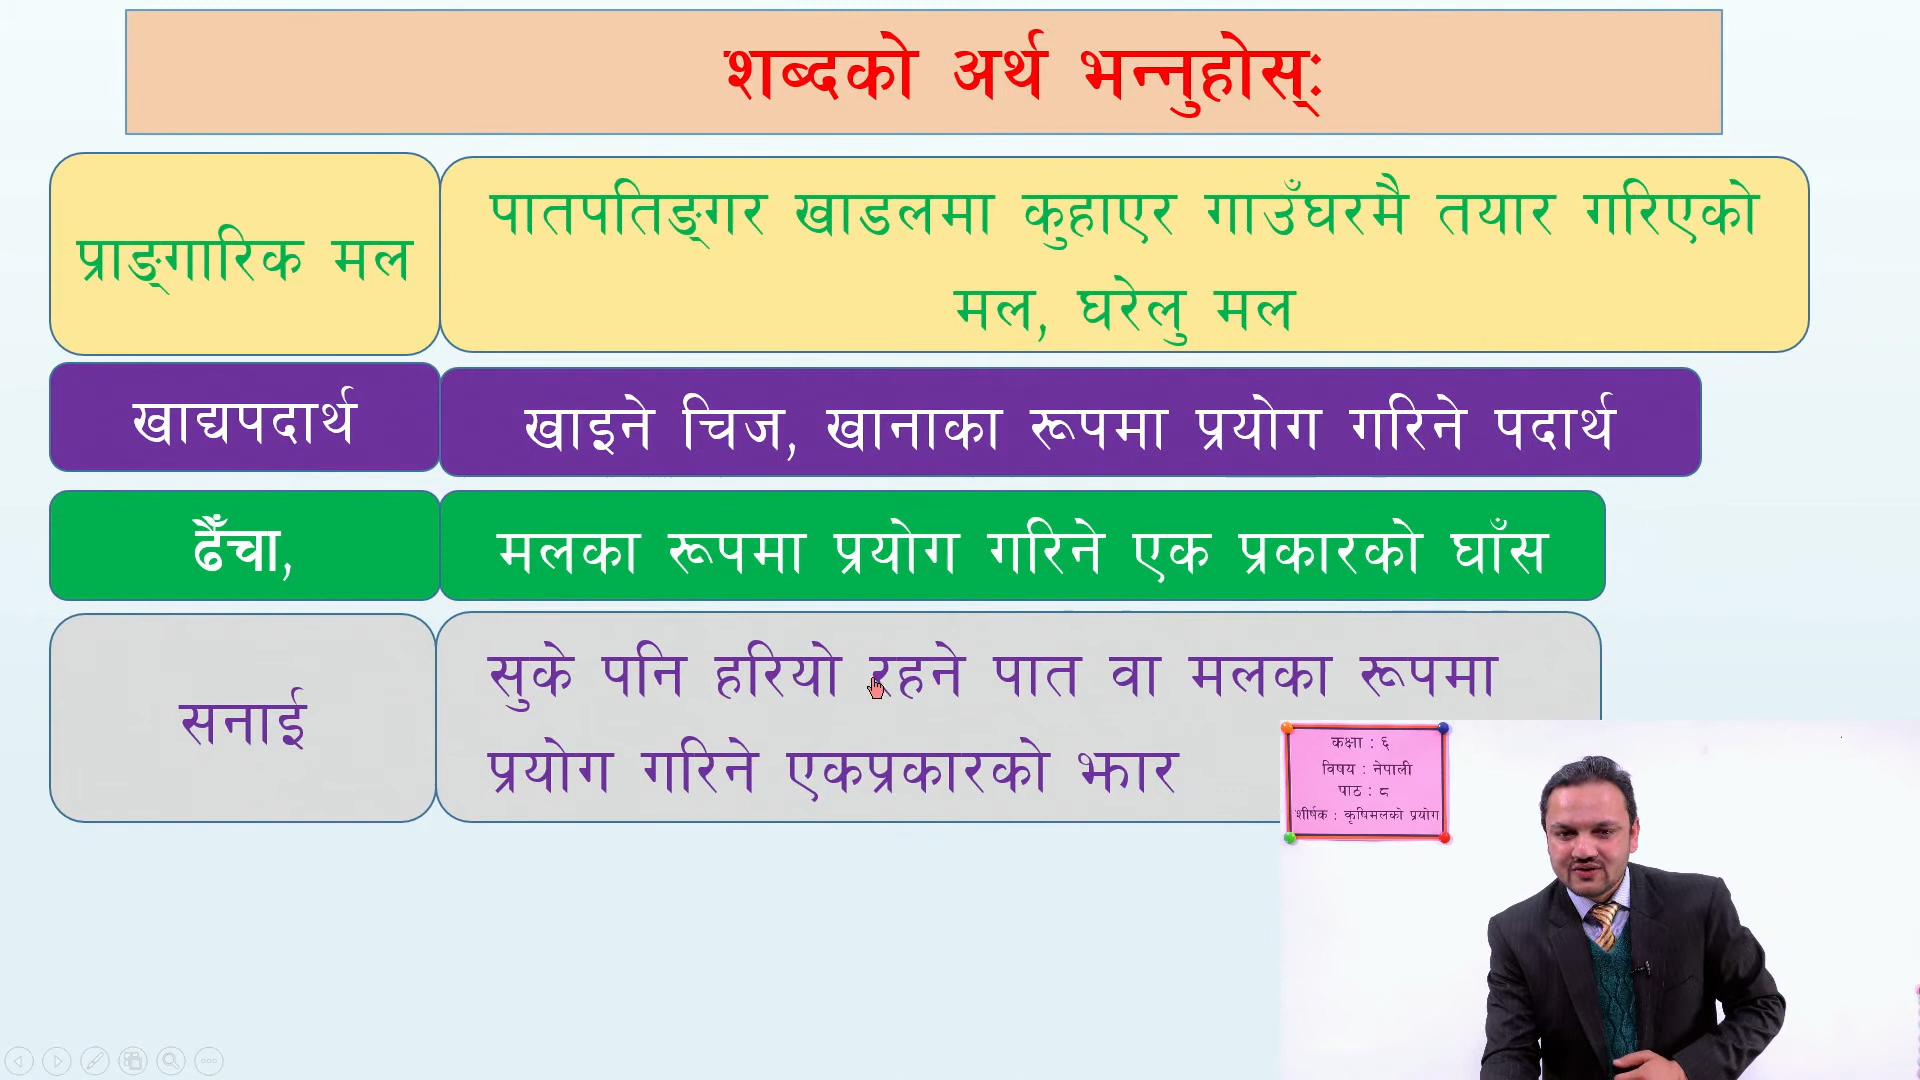 शब्दको अर्थ भन्नुहोस्:
प्राङ्गारिक मल
पातपतिङ्गर खाडलमा कुहाएर गाउँघरमै तयार गरिएको
मल, घरेलु मल
खाद्यपदार्थ
खाइने चिज, खानाका रूपमा प्रयोग गरिने पदार्थ
ढैँचा,
मलका रूपमा प्रयोग गरिने एक प्रकारको घाँस
सनाई
सुके पनि हरियो रहने पात वा मलका रूपमा
प्रयोग गरिने एकप्रकारको झार
कक्षा : ६
विषय : नेपाली
पाठ : ८
शीर्षक : कृषिमलको प्रयोग